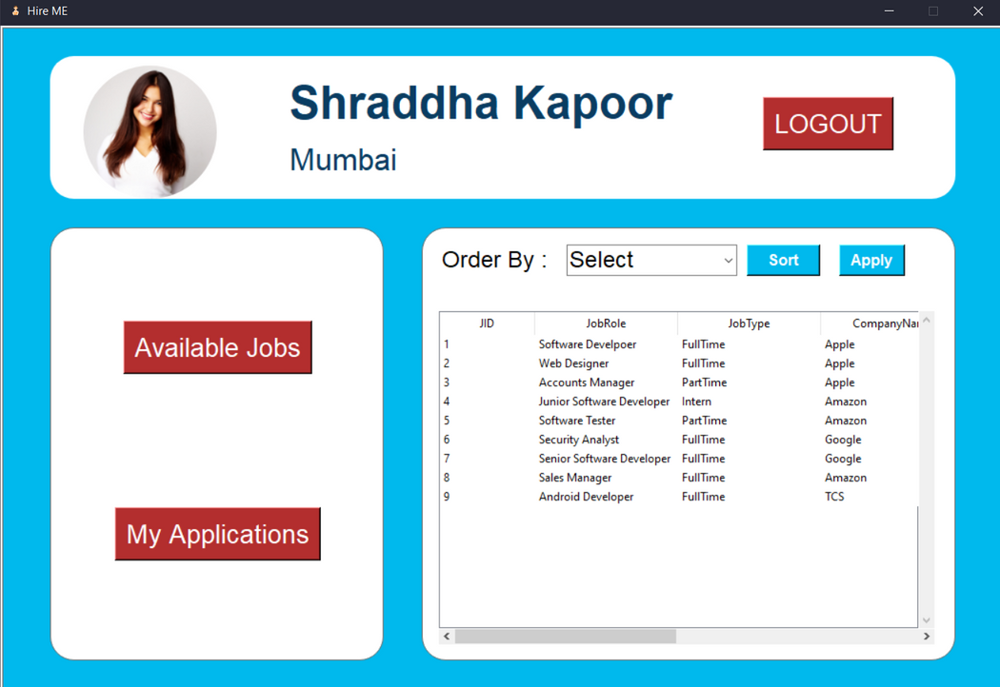 Hire ME
Shraddha Kapoor
Mumbai
LOGOUT
Available Jobs
My Applications
Order By : Select Sort Apply
JID JobRole JobType CompanyNa
1 Software Develpoer FullTime Apple
2 Web Designer FullTime Apple
3 Accounts Manager PartTime Apple
4 Junior Software Developer Intern Amazon
5 Software Tester PartTime Amazon
6 Security Analyst FullTime Google
7 Senior Software Developer FullTime Google
8 Sales Manager FullTime Amazon
9 Android Developer FullTime TCS